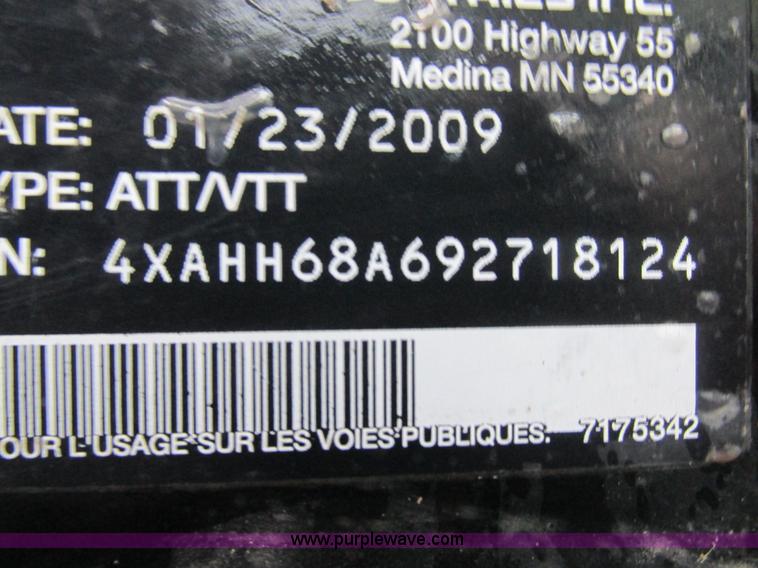 INC.
2100 Highway 55
Medina MN 55340
ATE: 01/23/2009
YPE: ATT/VTT
N: 4XAHH68A692718124
OUR L'USAGE SUR LES VOIES PUBLIQUES. 7175342
www.purplewave.com